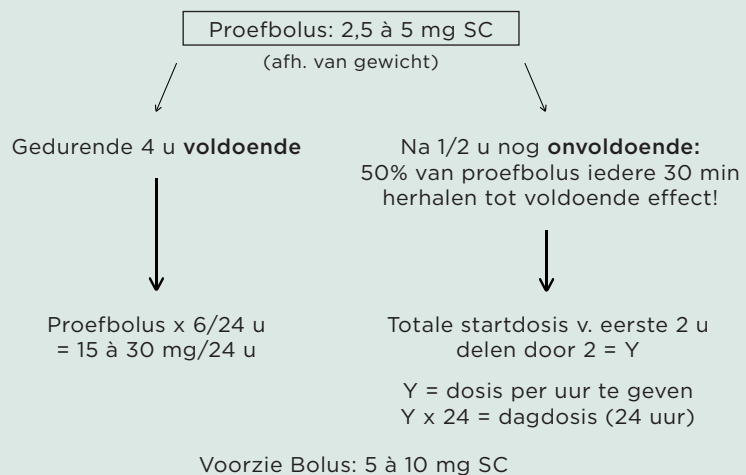 Proefbolus: 2,5 à 5 mg SC
(afh. van gewicht)
Gedurende 4 u voldoende
Na 1/2 u nog onvoldoende:
50% van proefbolus iedere 30 min
herhalen tot voldoende effect!
Proefbolus x 6/24 u
= 15 à 30 mg/24 u
Totale startdosis v. eerste 2 u
delen door 2 = Y
Y = dosis per uur te geven
Y x 24 = dagdosis (24 uur)
Voorzie Bolus: 5 à 10 mg SC